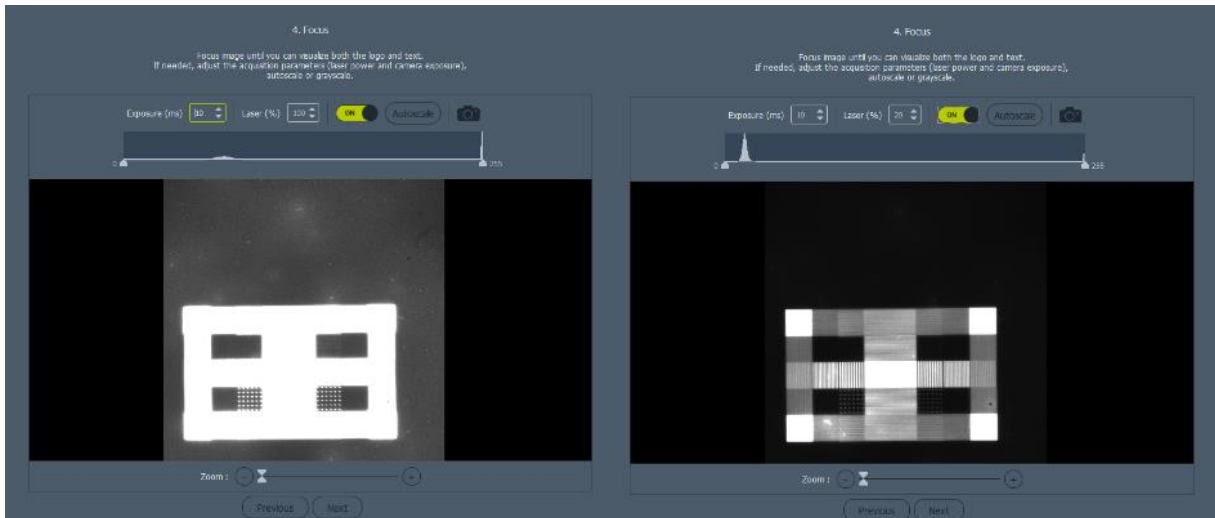 4. Focus
Focus image until you can visualize both the logo and text.
If needed, adjust the acquisition parameters (laser power and camera exposure),
autoscale or grayscale.
Exposure (ms) 10 Laser (%) 100 ON Autoscale
0 255
Zoom : - +
Previous Next
4. Focus
Focus image until you can visualize both the logo and text.
If needed, adjust the acquisition parameters (laser power and camera exposure),
autoscale or grayscale.
Exposure (ms) 10 Laser (%) 20 ON Autoscale
0 255
Zoom : - +
Previous Next